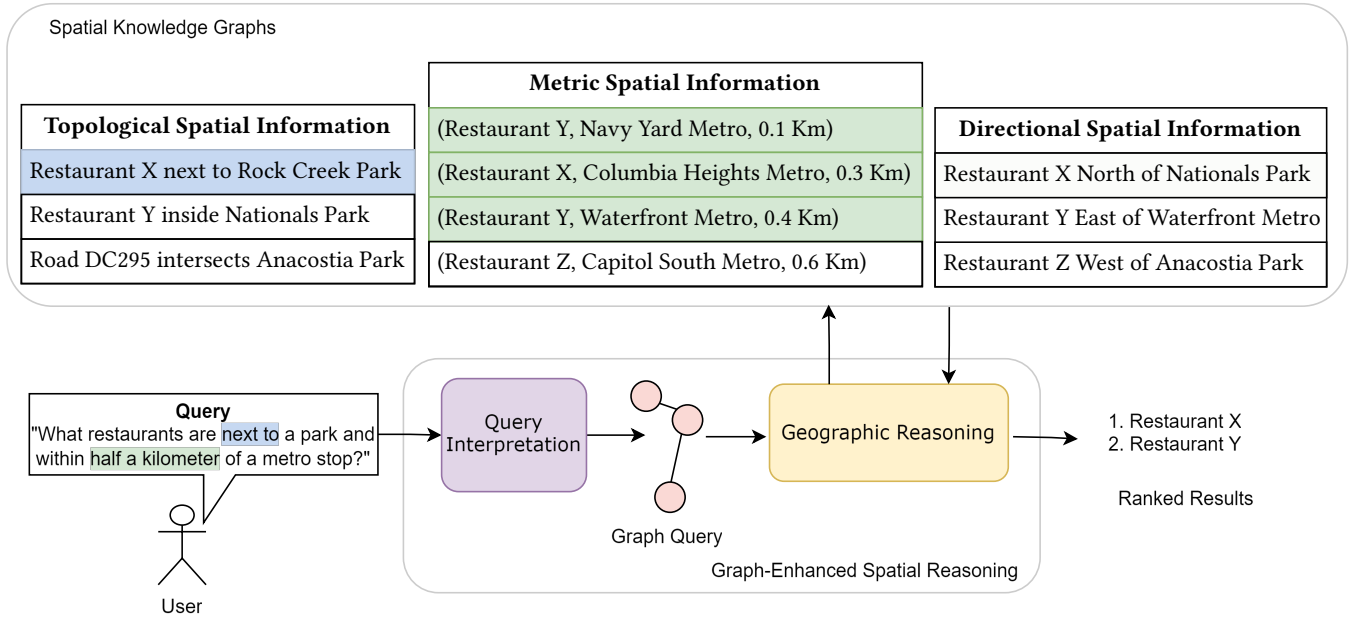 Spatial Knowledge Graphs
Topological Spatial Information
Restaurant X next to Rock Creek Park
Restaurant Y inside Nationals Park
Road DC295 intersects Anacostia Park
Metric Spatial Information
(Restaurant Y, Navy Yard Metro, 0.1 Km)
(Restaurant X, Columbia Heights Metro, 0.3 Km)
(Restaurant Y, Waterfront Metro, 0.4 Km)
(Restaurant Z, Capitol South Metro, 0.6 Km)
Directional Spatial Information
Restaurant X North of Nationals Park
Restaurant Y East of Waterfront Metro
Restaurant Z West of Anacostia Park
Query
"What restaurants are next to a park and
within half a kilometer of a metro stop?"
User
Query
Interpretation
Graph Query
Geographic Reasoning
Graph-Enhanced Spatial Reasoning
1. Restaurant X
2. Restaurant Y
Ranked Results